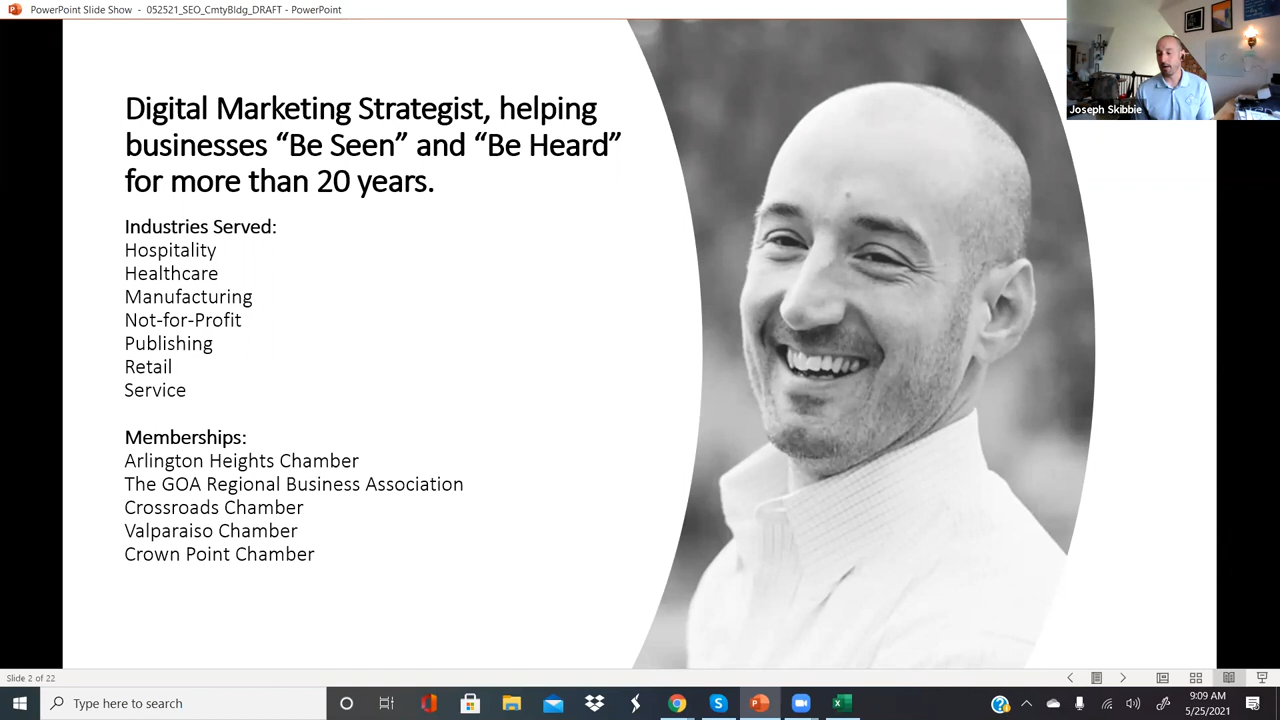 PowerPoint Slide Show - 052521_SEO_CmtyBldg_DRAFT - PowerPoint
Joseph Skibbie
Digital Marketing Strategist, helping
businesses “Be Seen” and “Be Heard”
for more than 20 years.
Industries Served:
Hospitality
Healthcare
Manufacturing
Not-for-Profit
Publishing
Retail
Service
Memberships:
Arlington Heights Chamber
The GOA Regional Business Association
Crossroads Chamber
Valparaiso Chamber
Crown Point Chamber
Slide 2 of 22
Type here to search
9:09 AM
5/25/2021